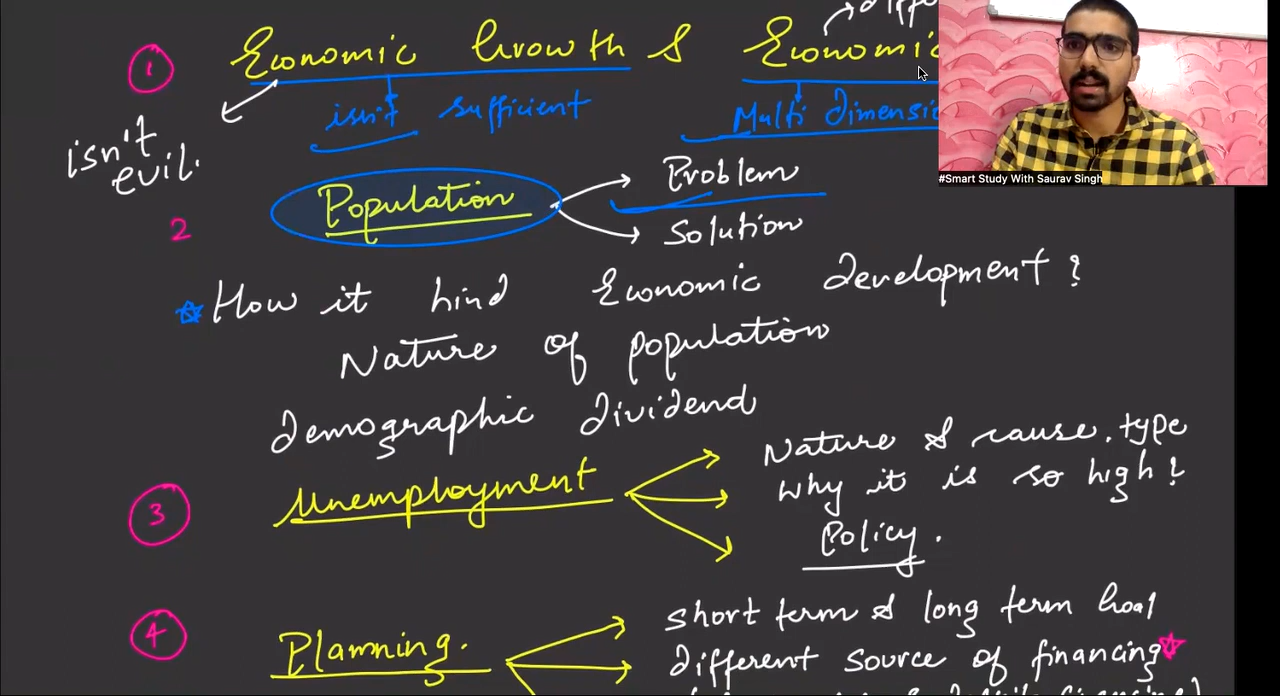 1 Economic Growth & Economic
isn't sufficient
Multi dimensio
isn't evil.
2 Population
Problem
Solution
#Smart Study With Saurav Singh
How it hind Economic development?
Nature of population
demographic dividend
3 Unemployment
Nature & cause. type
Why it is so high?
Policy.
4 Planning.
short term & long term Goal
different source of financing